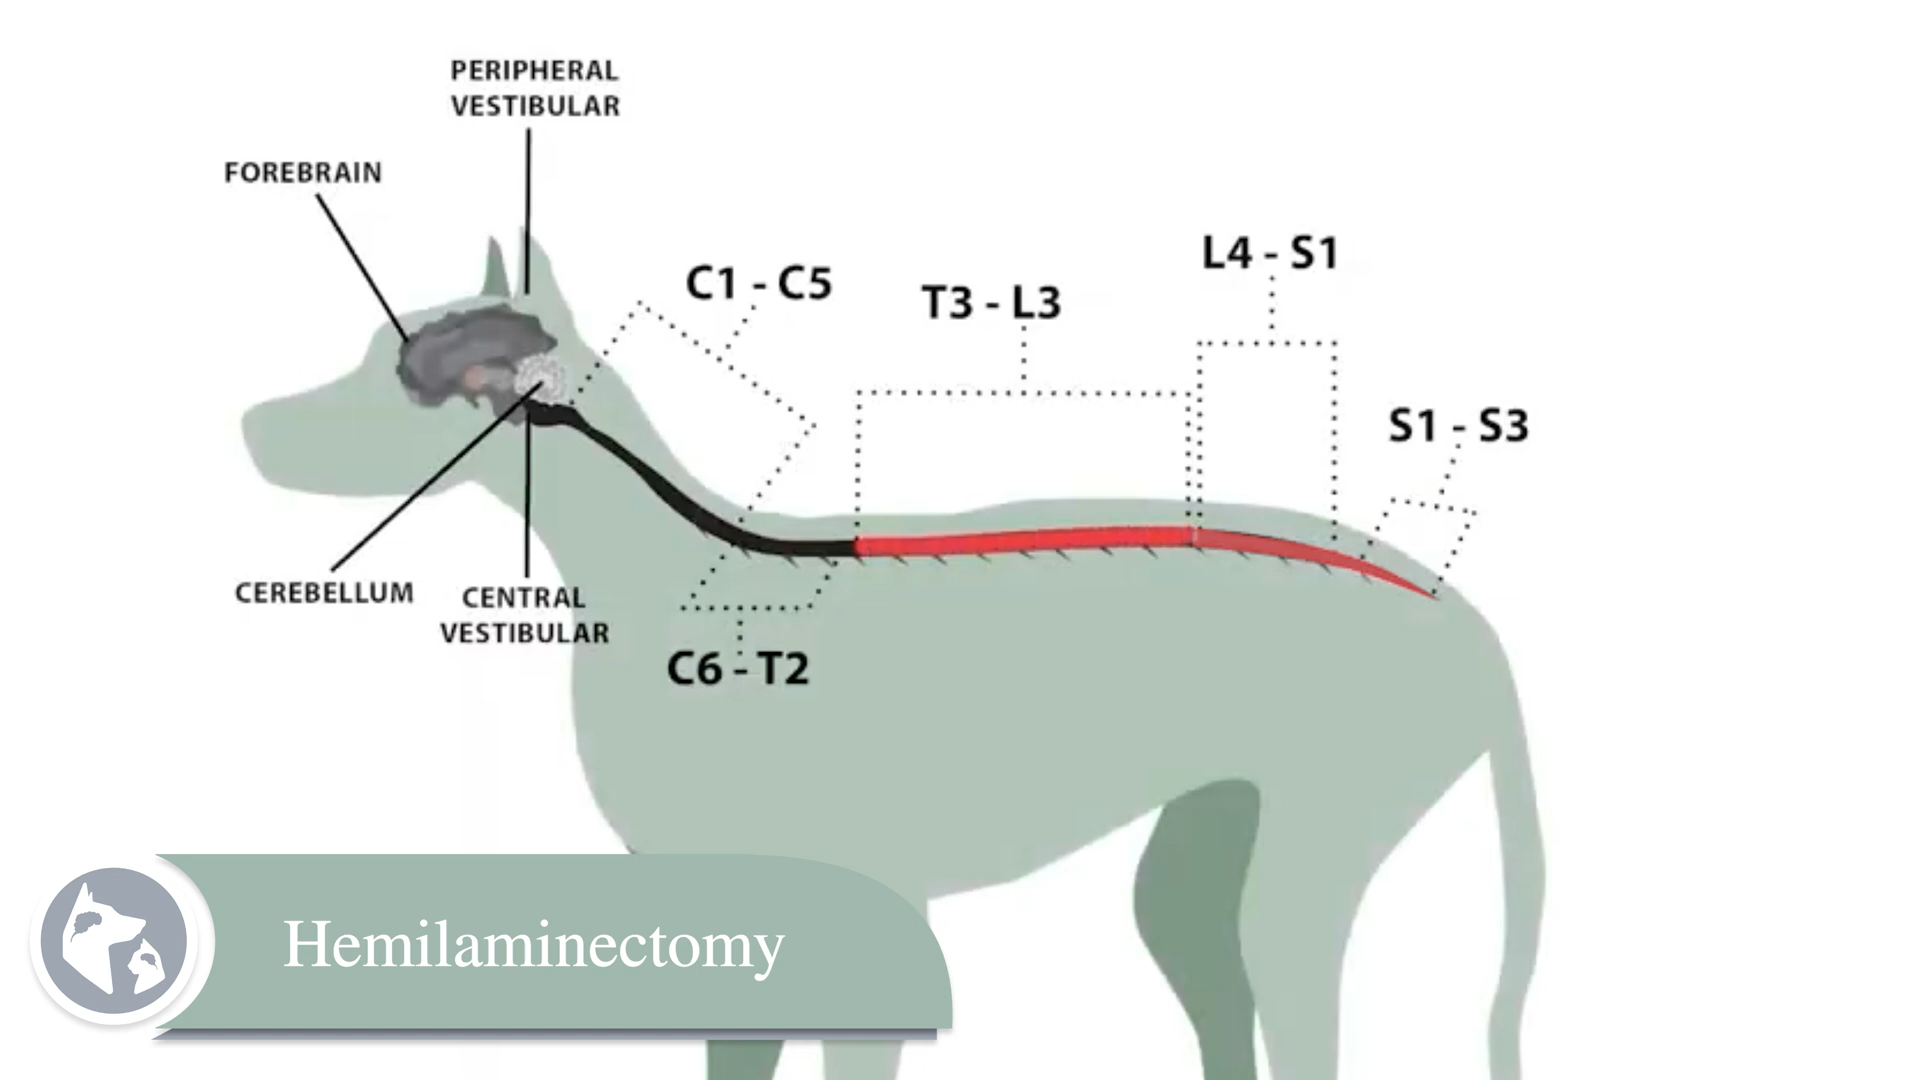 PERIPHERAL
VESTIBULAR
FOREBRAIN
C1 - C5
T3 - L3
L4 - S1
S1 - S3
CEREBELLUM
CENTRAL
VESTIBULAR
C6 - T2
Hemilaminectomy